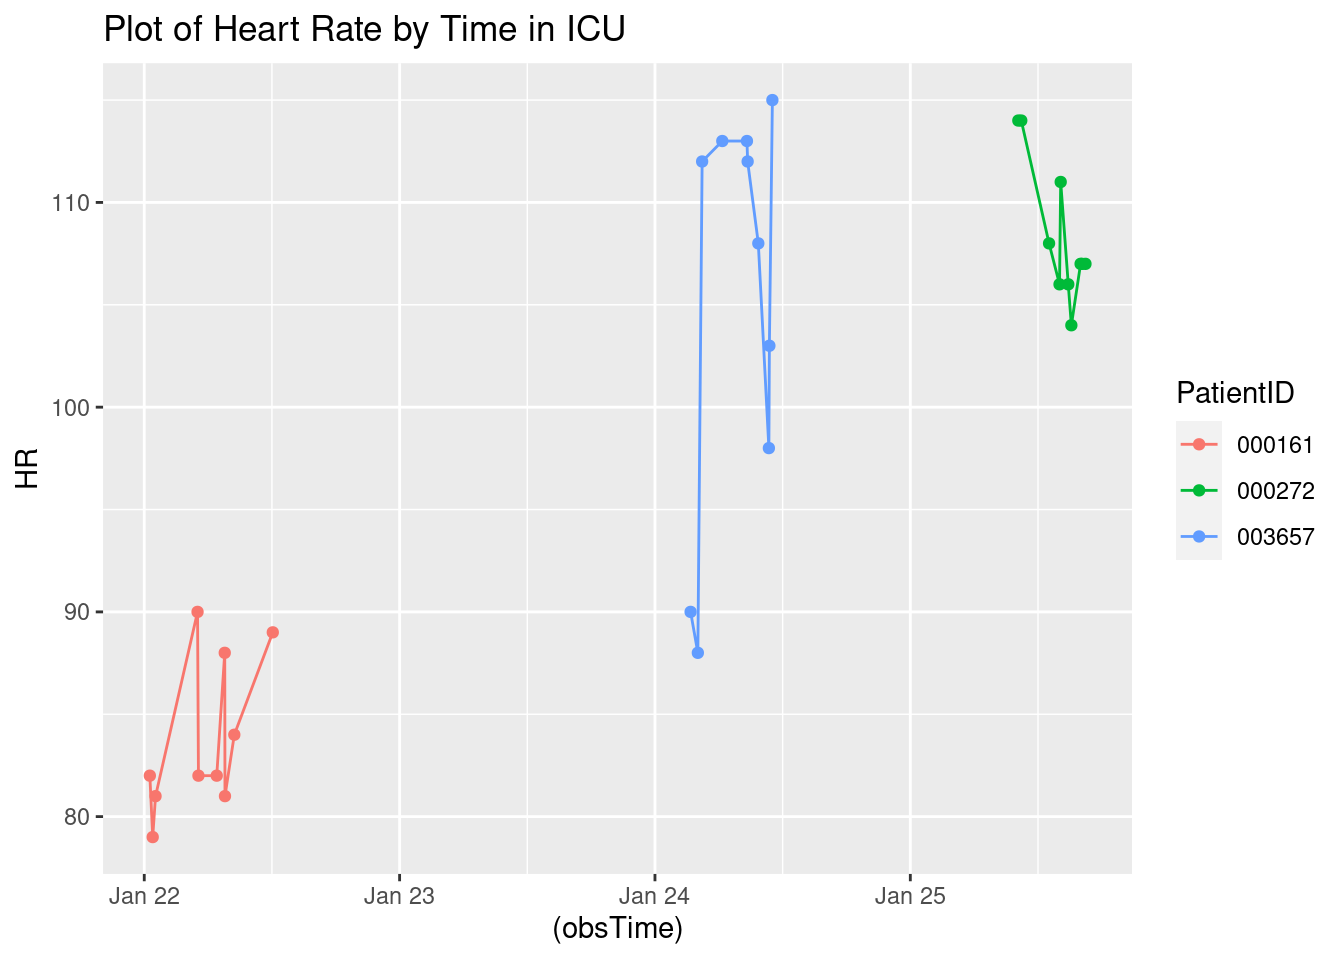 Plot of Heart Rate by Time in ICU
HR
110
100
90
80
Jan 22
Jan 23
Jan 24
Jan 25
(obsTime)
PatientID
000161
000272
003657